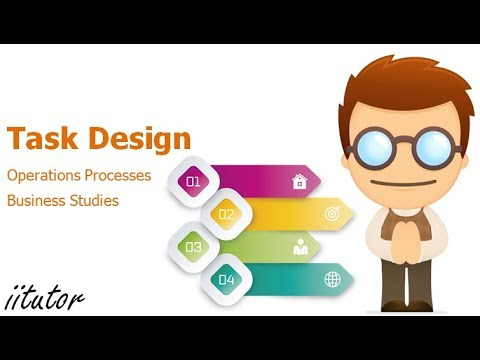 Task Design
Operations Processes
Business Studies
01
02
03
04
iitutor